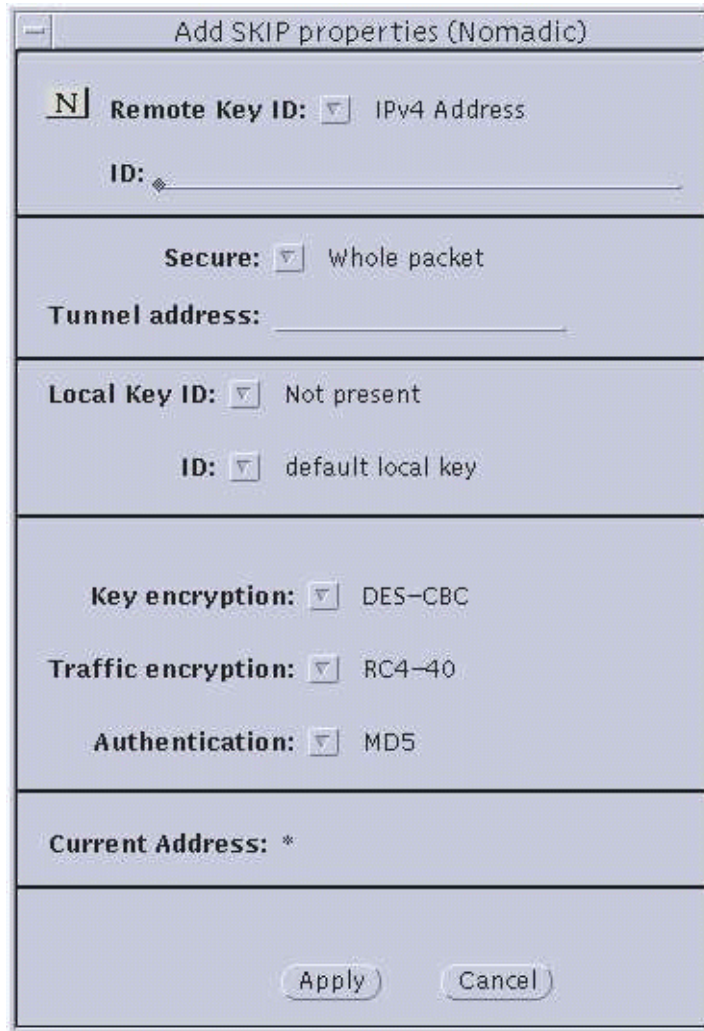 Add SKIP properties (Nomadic)
N Remote Key ID: IPv4 Address
ID:
Secure: Whole packet
Tunnel address:
Local Key ID: Not present
ID: default local key
Key encryption: DES-CBC
Traffic encryption: RC4-40
Authentication: MD5
Current Address: *
Apply Cancel